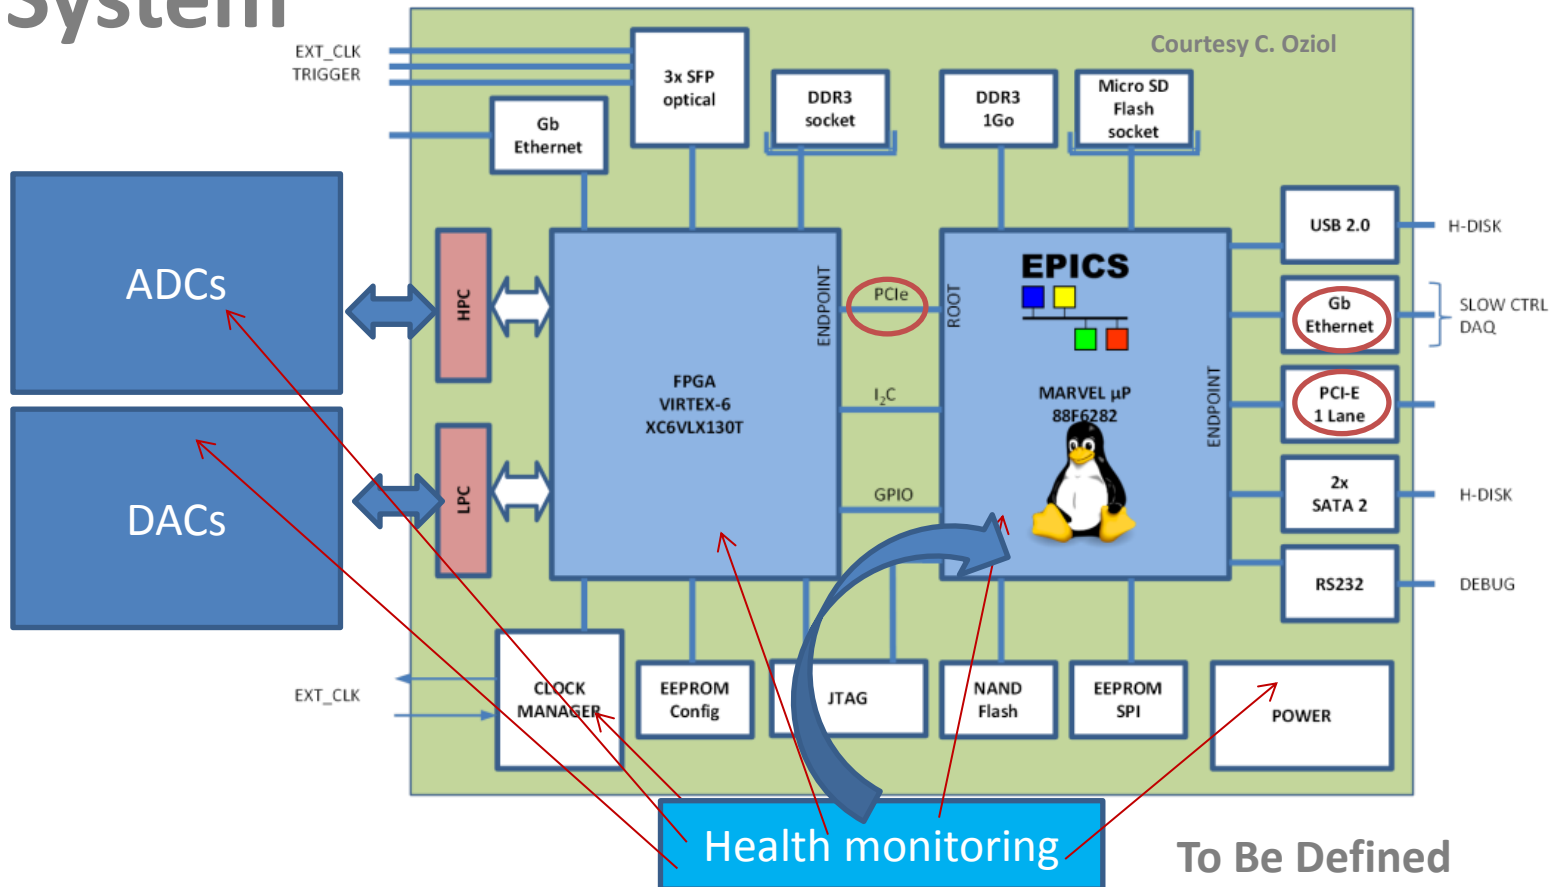 System
Courtesy C. Oziol
EXT_CLK
TRIGGER
3x SFP
optical
DDR3
socket
DDR3
1Go
Micro SD
Flash
socket
Gb
Ethernet
ADCs
DACs
HPC
LPC
FPGA
VIRTEX-6
XC6VLX130T
ENDPOINT
PCIe
I2C
GPIO
ROOT
EPICS
MARVEL µP
88F6282
ENDPOINT
USB 2.0
H-DISK
Gb
Ethernet
SLOW CTRL
DAQ
PCI-E
1 Lane
2x
SATA 2
H-DISK
RS232
DEBUG
EXT_CLK
CLOCK
MANAGER
EEPROM
Config
JTAG
NAND
Flash
EEPROM
SPI
POWER
Health monitoring
To Be Defined